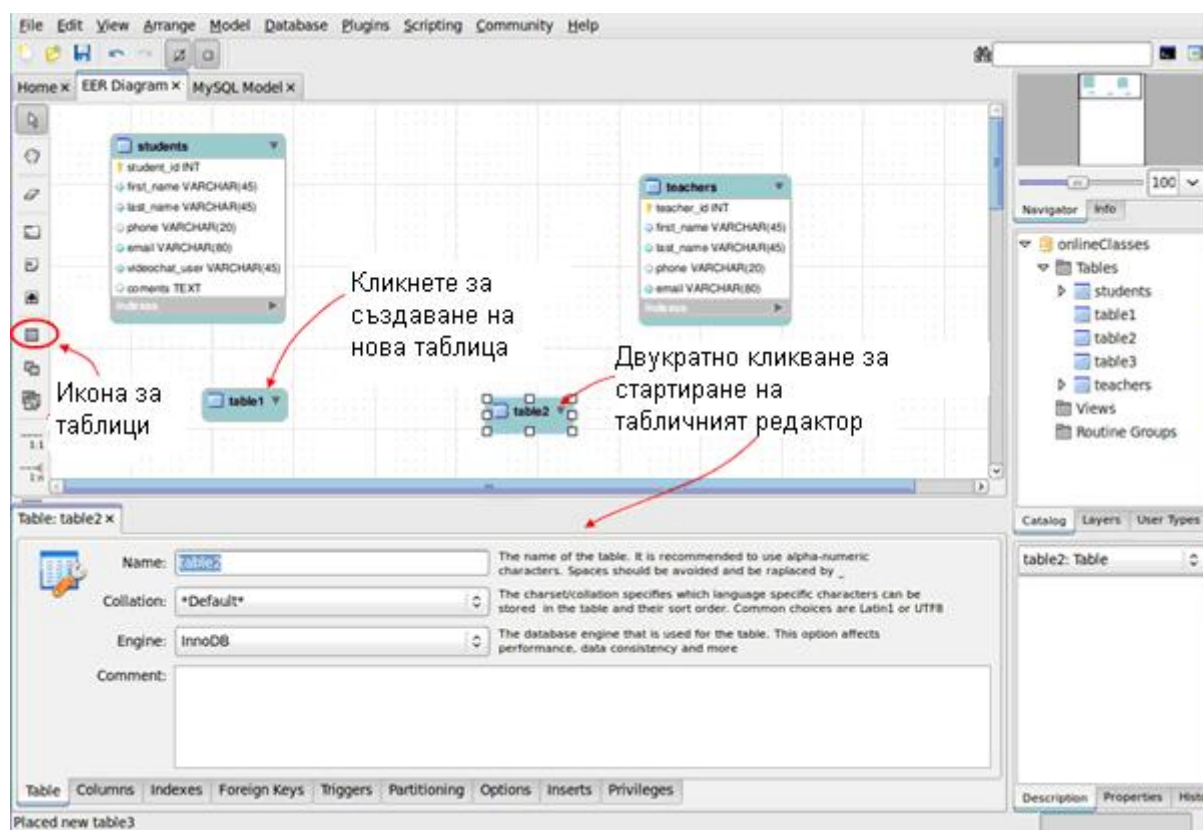 File Edit View Arrange Model Database Plugins Scripting Community Help
Home × EER Diagram × MySQL Model ×
students
student_id INT
first_name VARCHAR(45)
last_name VARCHAR(45)
phone VARCHAR(20)
email VARCHAR(80)
videochat_user VARCHAR(45)
coments TEXT
Indexes
teachers
teacher_id INT
first_name VARCHAR(45)
last_name VARCHAR(45)
phone VARCHAR(20)
email VARCHAR(80)
Indexes
Кликнете за
създаване на
нова таблица
Двукратно кликване за
стартиране на
табличният редактор
Икона за
таблици
table1
table2
1:1
1:n
100
Navigator Info
onlineClasses
Tables
students
table1
table2
table3
teachers
Views
Routine Groups
Catalog Layers User Types
table2: Table
Description Properties Histo
Table: table2 ×
Name: table2
The name of the table. It is recommended to use alpha-numeric
characters. Spaces should be avoided and be raplaced by _
Collation: *Default*
The charset/collation specifies which language specific characters can be
stored in the table and their sort order. Common choices are Latin1 or UTF8
Engine: InnoDB
The database engine that is used for the table. This option affects
performance, data consistency and more
Comment:
Table Columns Indexes Foreign Keys Triggers Partitioning Options Inserts Privileges
Placed new table3